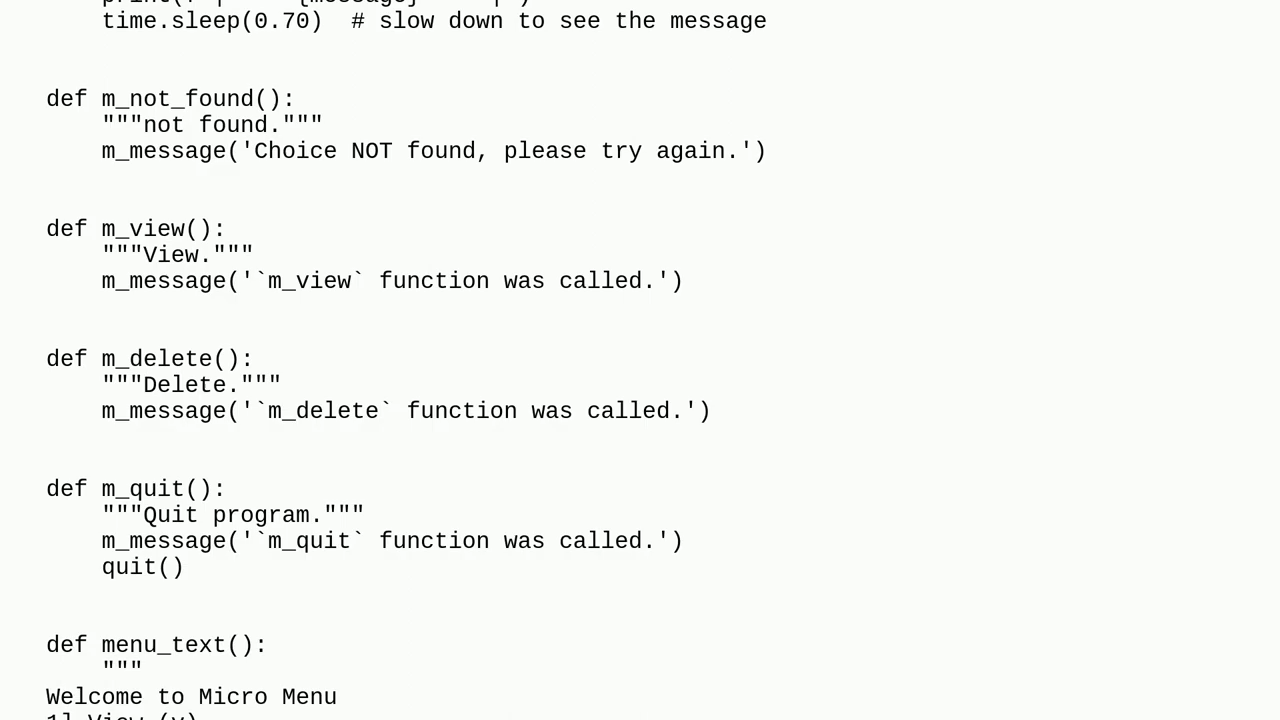 time.sleep(0.70)  # slow down to see the message
def m_not_found():
    """not found."""
    m_message('Choice NOT found, please try again.')
def m_view():
    """View."""
    m_message('`m_view` function was called.')
def m_delete():
    """Delete."""
    m_message('`m_delete` function was called.')
def m_quit():
    """Quit program."""
    m_message('`m_quit` function was called.')
    quit()
def menu_text():
    """
Welcome to Micro Menu